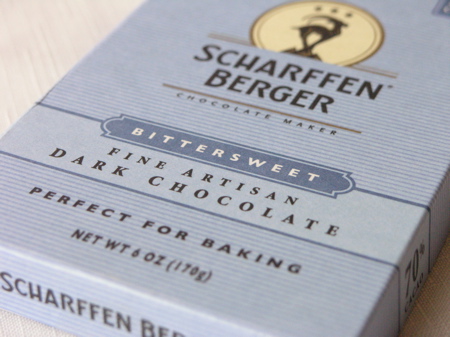 SCHARFFEN
BERGER
CHOCOLATE MAKER
BITTERSWEET
FINE ARTISAN
DARK CHOCOLATE
PERFECT FOR BAKING
NET WT 6 OZ (170g)
SCHARFFEN BER
70%